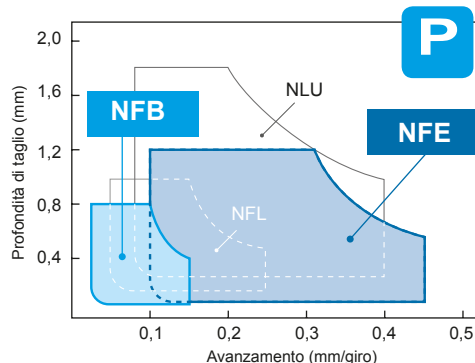 P
2,0
1,6
1,2
0,8
0,4
Profondità di taglio (mm)
NLU
NFB
NFE
NFL
0,1
0,2
0,3
0,4
0,5
Avanzamento (mm/giro)